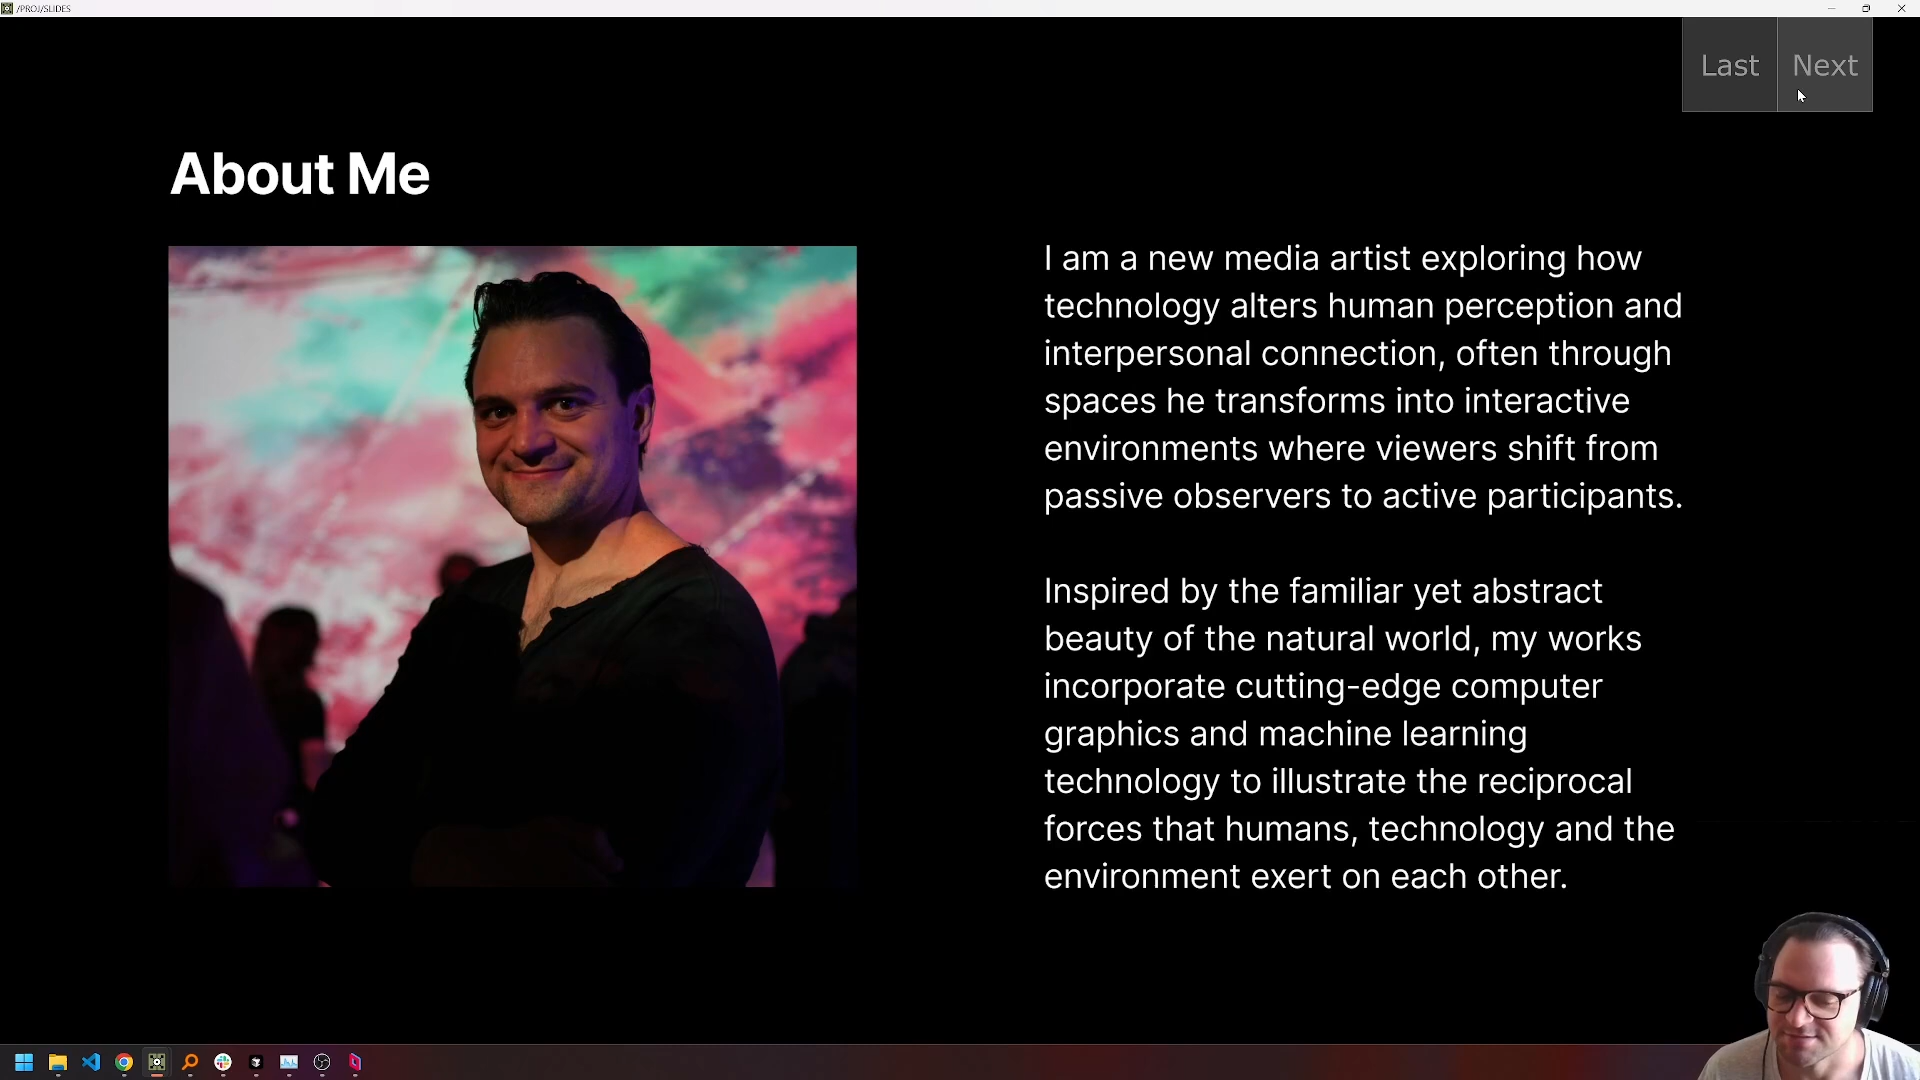 /PROJ/SLIDES
Last Next
About Me
I am a new media artist exploring how
technology alters human perception and
interpersonal connection, often through
spaces he transforms into interactive
environments where viewers shift from
passive observers to active participants.
Inspired by the familiar yet abstract
beauty of the natural world, my works
incorporate cutting-edge computer
graphics and machine learning
technology to illustrate the reciprocal
forces that humans, technology and the
environment exert on each other.